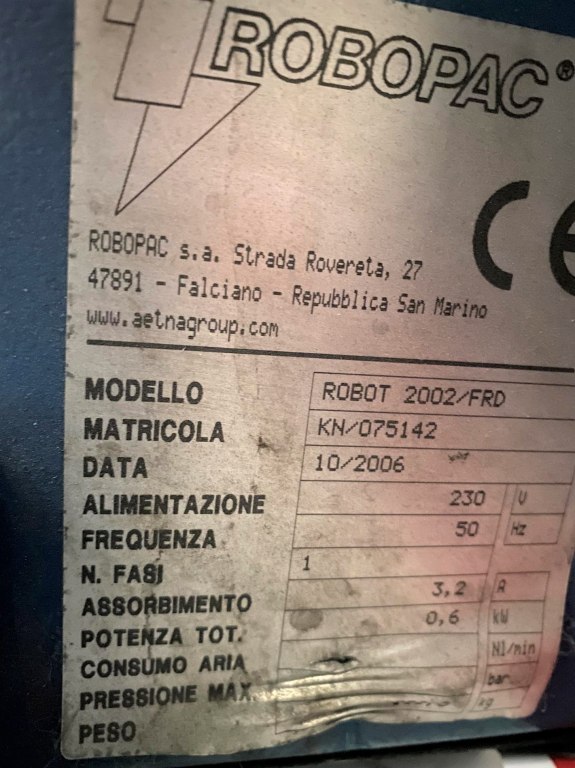 ROBOPAC®
CE
ROBOPAC s.a. Strada Rovereta, 27
47891 - Falciano - Repubblica San Marino
www.aetnagroup.com
MODELLO ROBOT 2002/FRD
MATRICOLA KN/075142
DATA 10/2006
ALIMENTAZIONE 230 V
FREQUENZA 50 Hz
N. FASI 1
ASSORBIMENTO 3,2 A
POTENZA TOT. 0,6 kW
CONSUMO ARIA Nl/min
PRESSIONE MAX. bar
PESO kg